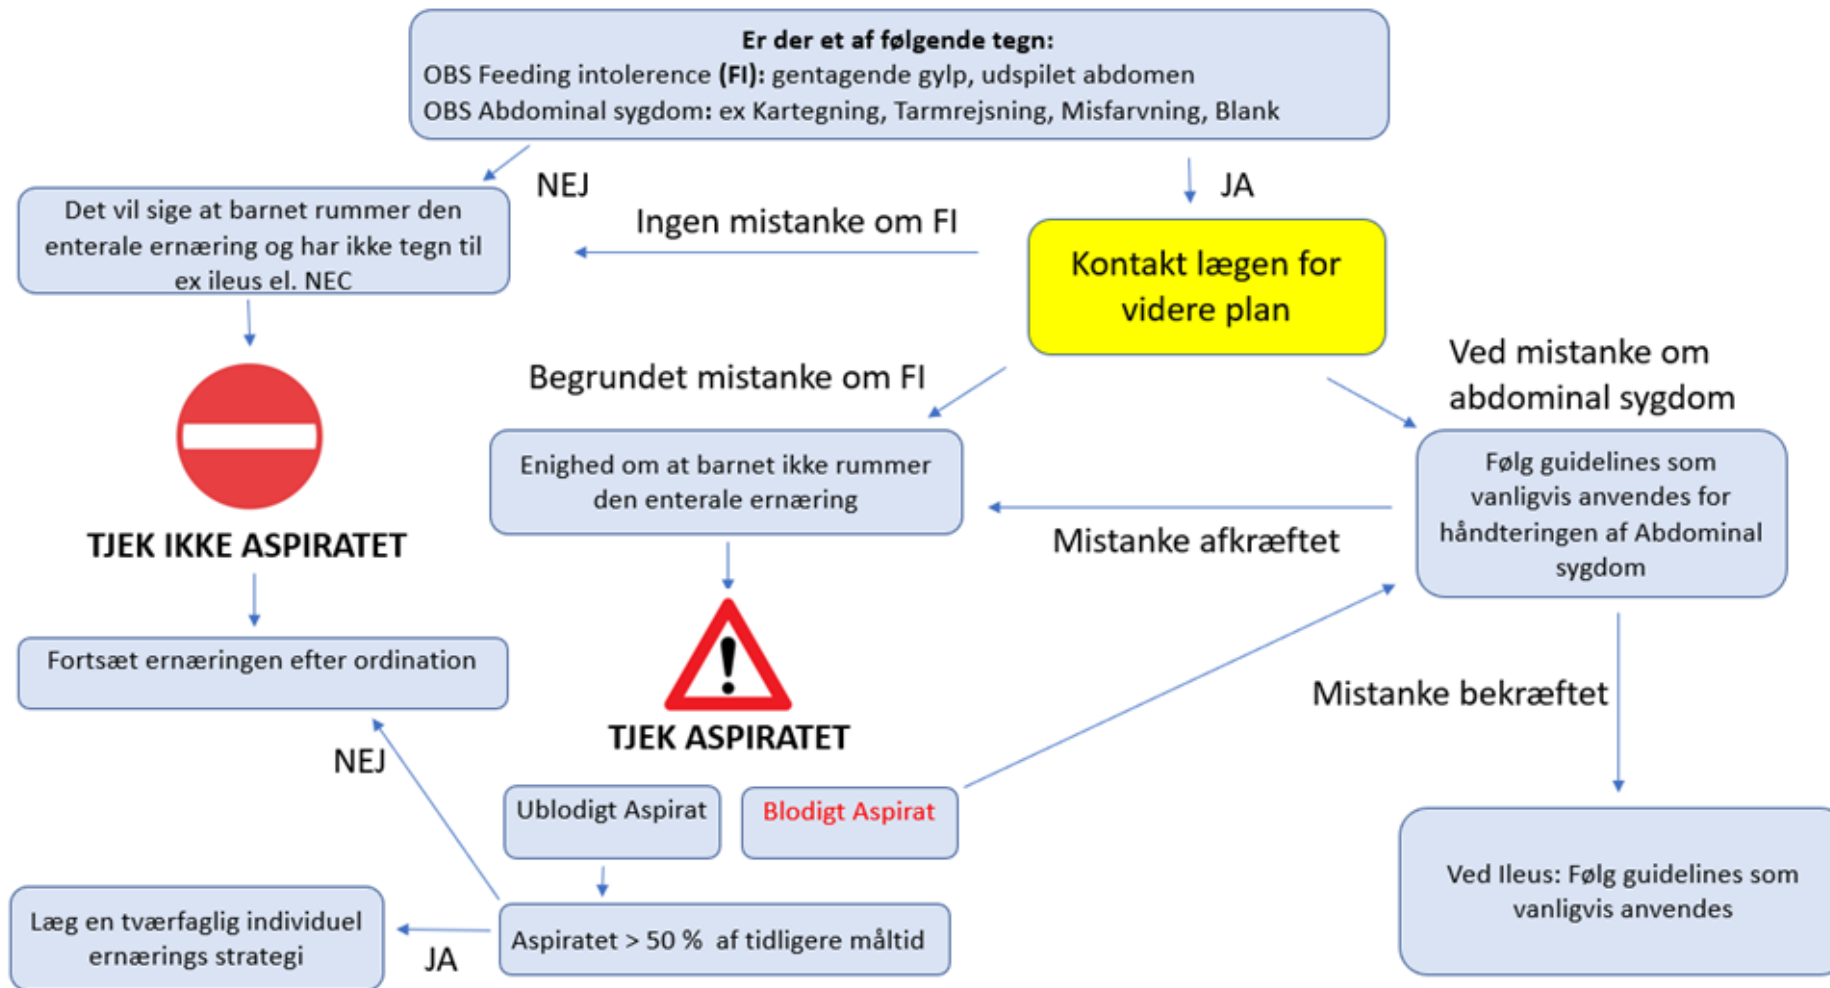 Er der et af følgende tegn:
OBS Feeding intolerence (FI): gentagende gylp, udspilet abdomen
OBS Abdominal sygdom: ex Kartegning, Tarmrejsning, Misfarvning, Blank
NEJ
JA
Det vil sige at barnet rummer den
enterale ernæring og har ikke tegn til
ex ileus el. NEC
Ingen mistanke om FI
Kontakt lægen for
videre plan
Begrundet mistanke om FI
Ved mistanke om
abdominal sygdom
TJEK IKKE ASPIRATET
Enighed om at barnet ikke rummer
den enterale ernæring
Følg guidelines som
vanligvis anvendes for
håndteringen af Abdominal
sygdom
Mistanke afkræftet
Fortsæt ernæringen efter ordination
!
TJEK ASPIRATET
Mistanke bekræftet
NEJ
Ublodigt Aspirat
Blodigt Aspirat
Ved Ileus: Følg guidelines som
vanligvis anvendes
Læg en tværfaglig individuel
ernærings strategi
JA
Aspiratet > 50 % af tidligere måltid